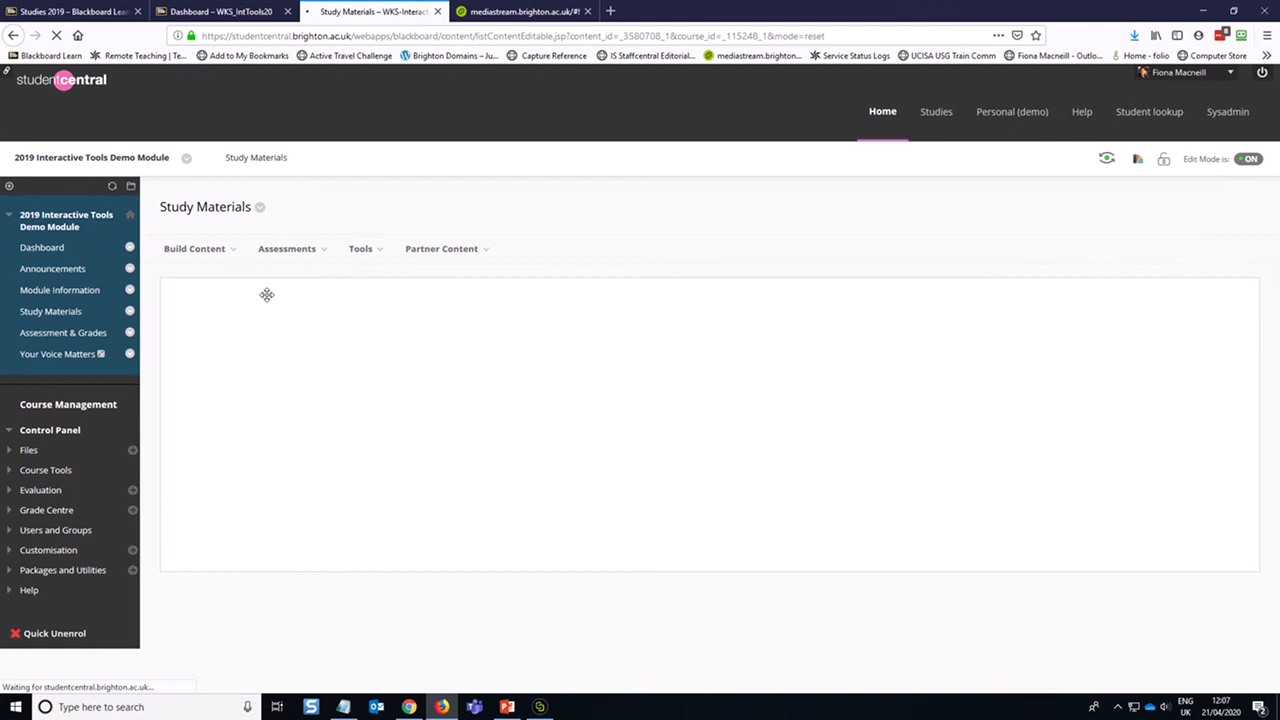 Studies 2019 – Blackboard Lea
Dashboard – WKS_IntTools20
Study Materials – WKS-Interac
mediastream.brighton.ac.uk/#!
https://studentcentral.brighton.ac.uk/webapps/blackboard/content/listContentEditable.jsp?content_id=_3580708_1&course_id=_115248_1&mode=reset
Blackboard Learn
Remote Teaching | Te...
Add to My Bookmarks
Active Travel Challenge
Brighton Domains – Ju...
Capture Reference
IS Staffcentral Editorial...
mediastream.brighton...
Service Status Logs
UCISA USG Train Comm
Fiona Macneill - Outlo...
Home - folio
Computer Store
studentcentral
Fiona Macneill
Home
Studies
Personal (demo)
Help
Student lookup
Sysadmin
2019 Interactive Tools Demo Module
Study Materials
Edit Mode is: ON
2019 Interactive Tools
Demo Module
Dashboard
Announcements
Module Information
Study Materials
Assessment & Grades
Your Voice Matters
Course Management
Control Panel
Files
Course Tools
Evaluation
Grade Centre
Users and Groups
Customisation
Packages and Utilities
Help
Quick Unenrol
Study Materials
Build Content
Assessments
Tools
Partner Content
Waiting for studentcentral.brighton.ac.uk...
Type here to search
ENG
UK
12:07
21/04/2020